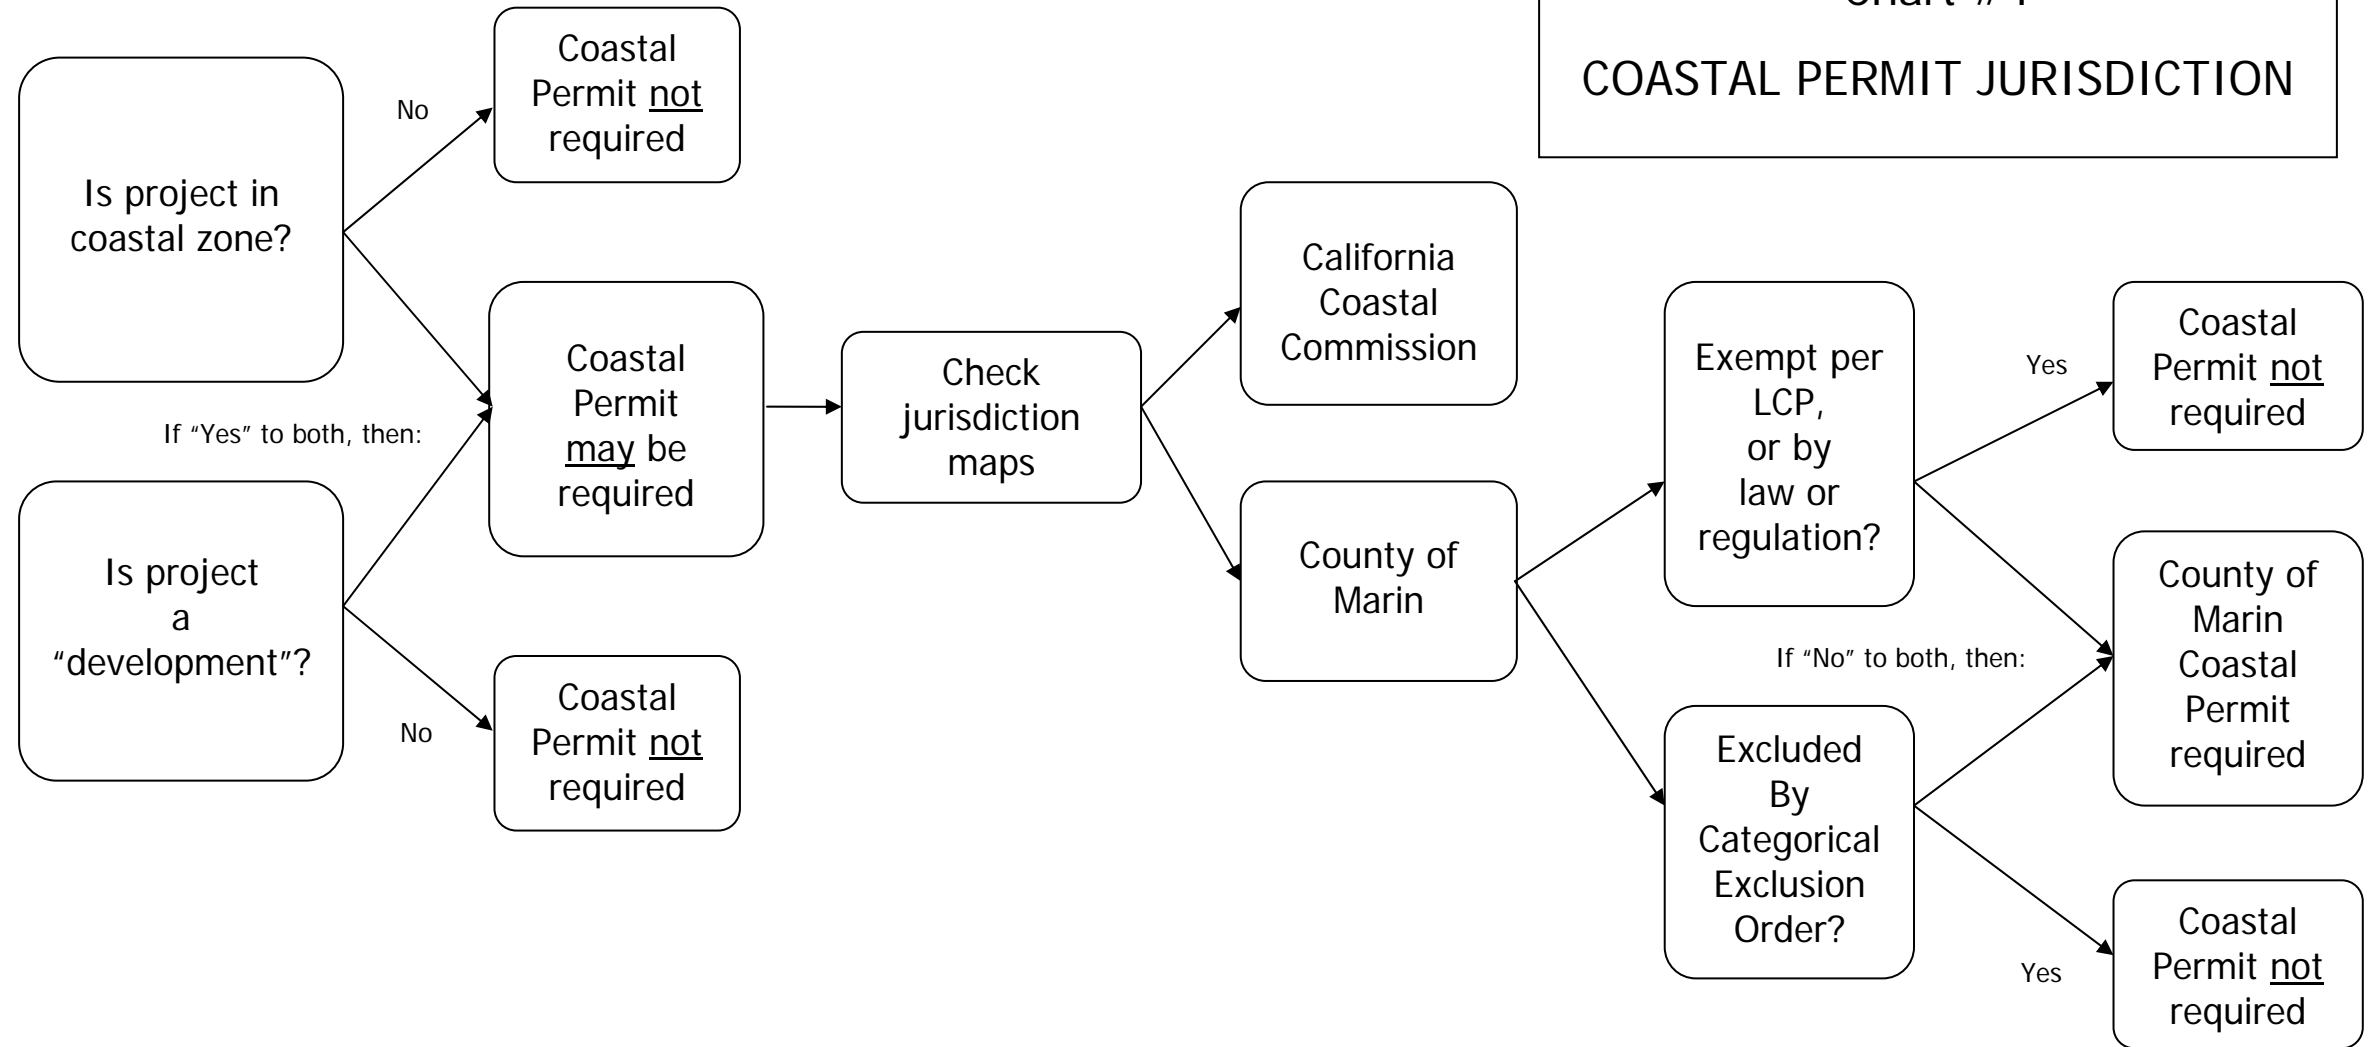 COASTAL PERMIT JURISDICTION
Is project in
coastal zone?
No
Coastal
Permit not
required
If “Yes” to both, then:
Is project
a
“development”?
No
Coastal
Permit not
required
Coastal
Permit
may be
required
Check
jurisdiction
maps
California
Coastal
Commission
County of
Marin
Exempt per
LCP,
or by
law or
regulation?
Yes
Coastal
Permit not
required
If “No” to both, then:
Excluded
By
Categorical
Exclusion
Order?
County of
Marin
Coastal
Permit
required
Yes
Coastal
Permit not
required